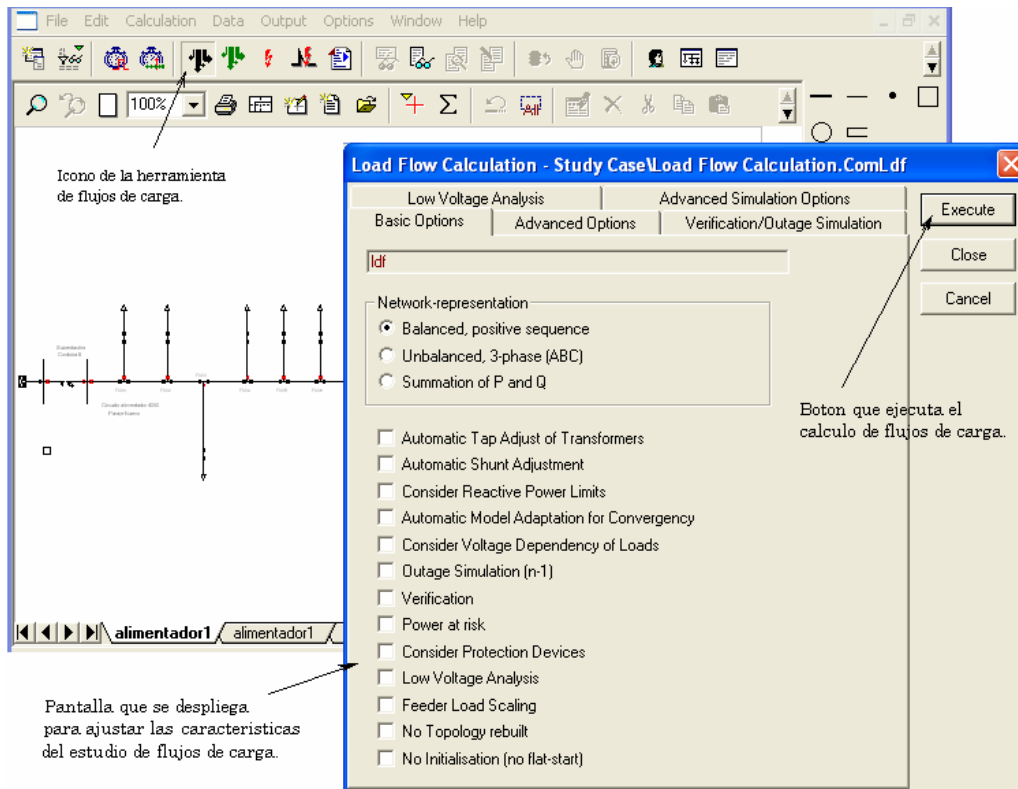 File Edit Calculation Data Output Options Window Help
100%
Icono de la herramienta
de flujos de carga.
Load Flow Calculation - Study Case\Load Flow Calculation.ComLdf
Low Voltage Analysis Advanced Simulation Options
Basic Options Advanced Options Verification/Outage Simulation
Execute
Close
Cancel
ldf
Network-representation
Balanced, positive sequence
Unbalanced, 3-phase (ABC)
Summation of P and Q
Boton que ejecuta el
calculo de flujos de carga..
Automatic Tap Adjust of Transformers
Automatic Shunt Adjustment
Consider Reactive Power Limits
Automatic Model Adaptation for Convergency
Consider Voltage Dependency of Loads
Outage Simulation (n-1)
Verification
Power at risk
Consider Protection Devices
Low Voltage Analysis
Feeder Load Scaling
No Topology rebuilt
No Initialisation (no flat-start)
alimentador1 alimentador1
Pantalla que se despliega
para ajustar las caracteristicas
del estudio de flujos de carga..